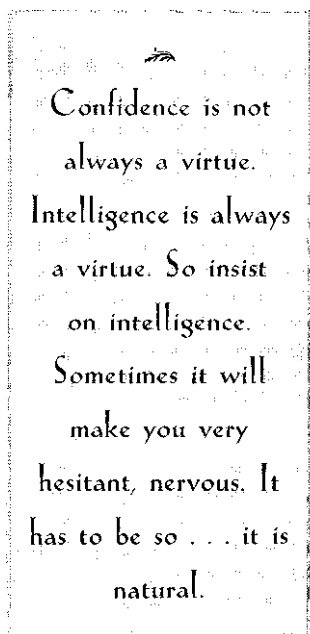 Confidence is not
always a virtue.
Intelligence is always
a virtue. So insist
on intelligence.
Sometimes it will
make you very
hesitant, nervous. It
has to be so . . . it is
natural.